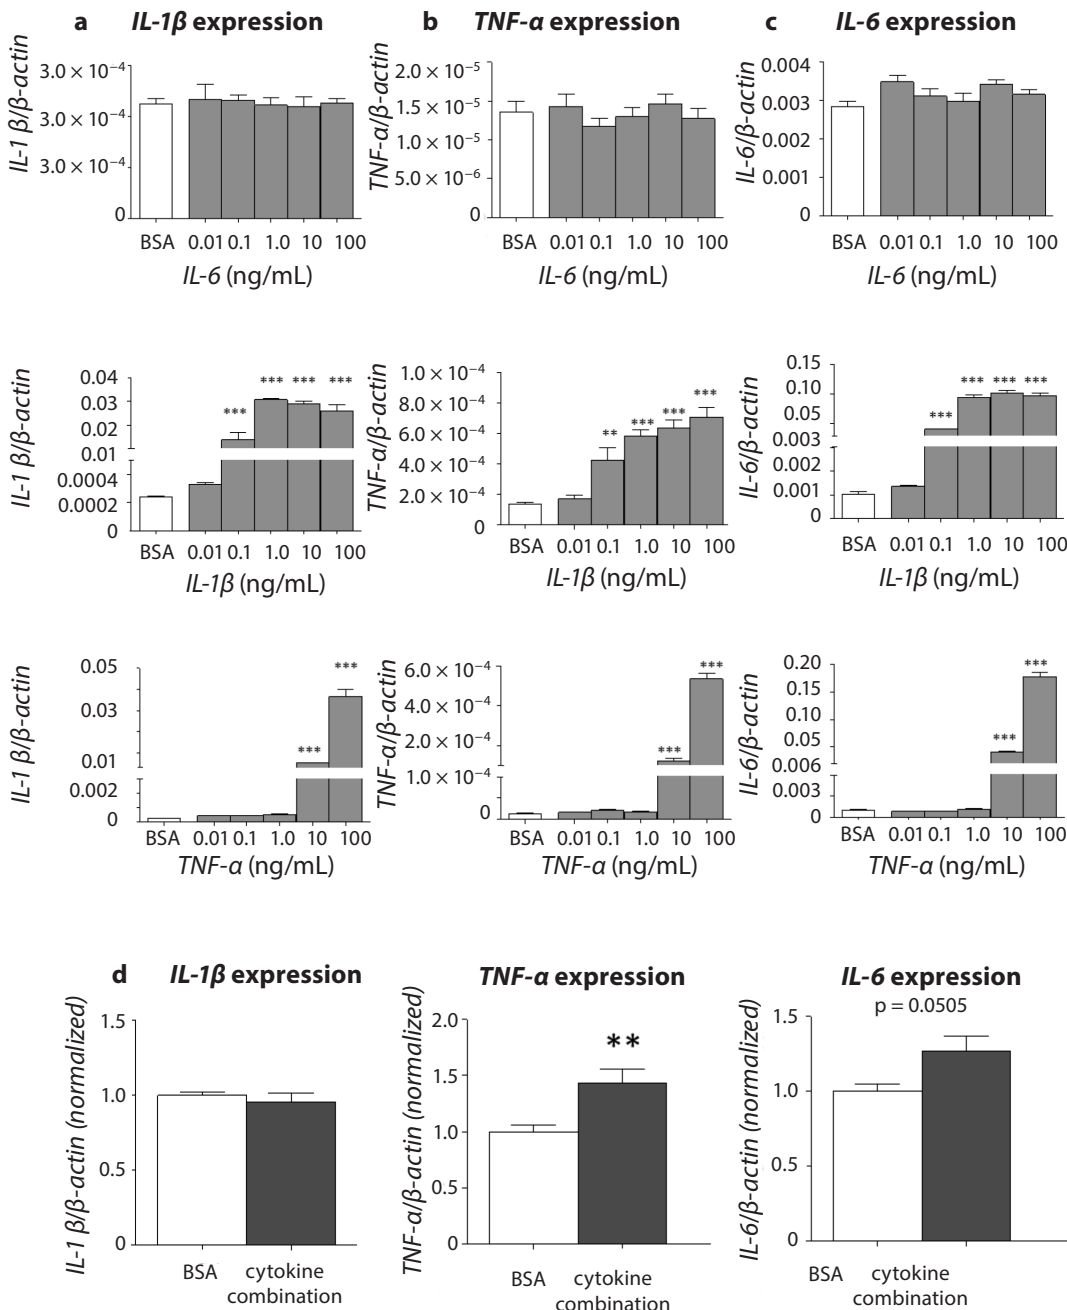 a IL-1β expression
IL-1 β/β-actin
3.0 × 10⁻⁴
3.0 × 10⁻⁴
3.0 × 10⁻⁴
0
BSA 0.01 0.1 1.0 10 100
IL-6 (ng/mL)
b TNF-α expression
TNF-α/β-actin
2.0 × 10⁻⁵
1.5 × 10⁻⁵
1.0 × 10⁻⁵
5.0 × 10⁻⁶
0
BSA 0.01 0.1 1.0 10 100
IL-6 (ng/mL)
c IL-6 expression
IL-6/β-actin
0.004
0.003
0.002
0.001
0
BSA 0.01 0.1 1.0 10 100
IL-6 (ng/mL)
IL-1 β/β-actin
0.04
0.03
0.02
0.01
0.0004
0.0002
0
*** *** *** ***
BSA 0.01 0.1 1.0 10 100
IL-1β (ng/mL)
TNF-α/β-actin
1.0 × 10⁻⁴
8.0 × 10⁻⁴
6.0 × 10⁻⁴
4.0 × 10⁻⁴
2.0 × 10⁻⁴
0
** *** *** ***
BSA 0.01 0.1 1.0 10 100
IL-1β (ng/mL)
IL-6/β-actin
0.15
0.10
0.05
0.003
0.002
0.001
0
*** *** *** ***
BSA 0.01 0.1 1.0 10 100
IL-1β (ng/mL)
IL-1 β/β-actin
0.05
0.03
0.01
0.002
0
*** ***
BSA 0.01 0.1 1.0 10 100
TNF-α (ng/mL)
TNF-α/β-actin
6.0 × 10⁻⁴
4.0 × 10⁻⁴
2.0 × 10⁻⁴
1.0 × 10⁻⁴
0
*** ***
BSA 0.01 0.1 1.0 10 100
TNF-α (ng/mL)
IL-6/β-actin
0.20
0.15
0.10
0.05
0.006
0.003
0
*** ***
BSA 0.01 0.1 1.0 10 100
TNF-α (ng/mL)
d IL-1β expression
IL-1 β/β-actin (normalized)
1.5
1.0
0.5
0
BSA cytokine
combination
TNF-α expression
TNF-α/β-actin (normalized)
2.0
1.5
1.0
0.5
0
**
BSA cytokine
combination
IL-6 expression
p = 0.0505
IL-6/β-actin (normalized)
1.5
1.0
0.5
0
BSA cytokine
combination